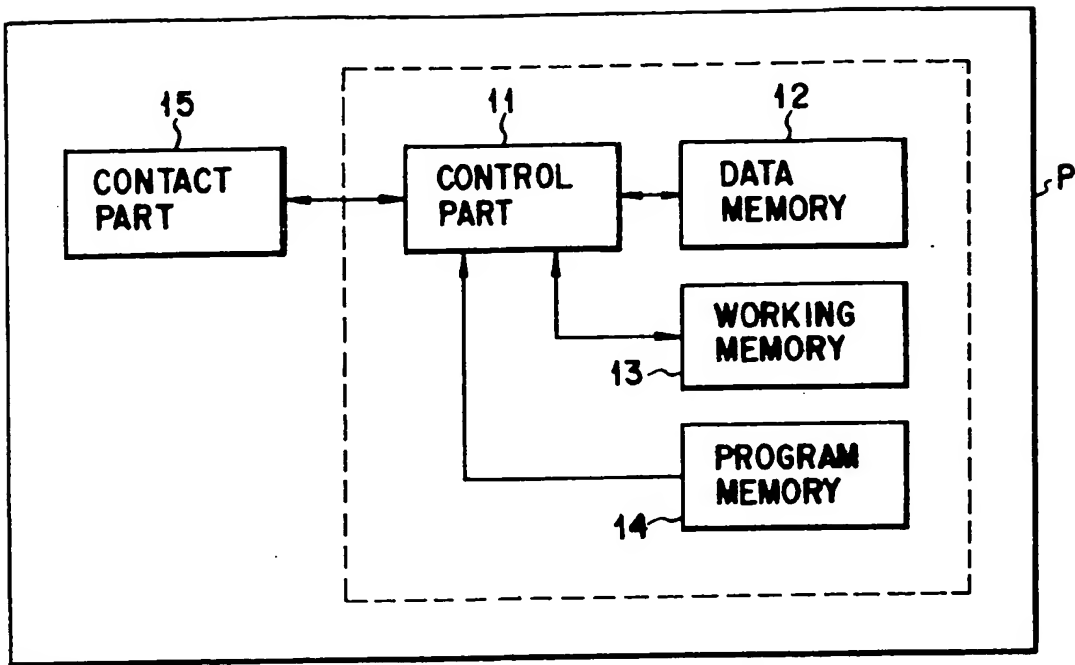 15
11
12
CONTACT
PART
CONTROL
PART
DATA
MEMORY
P
WORKING
MEMORY
13
PROGRAM
MEMORY
14